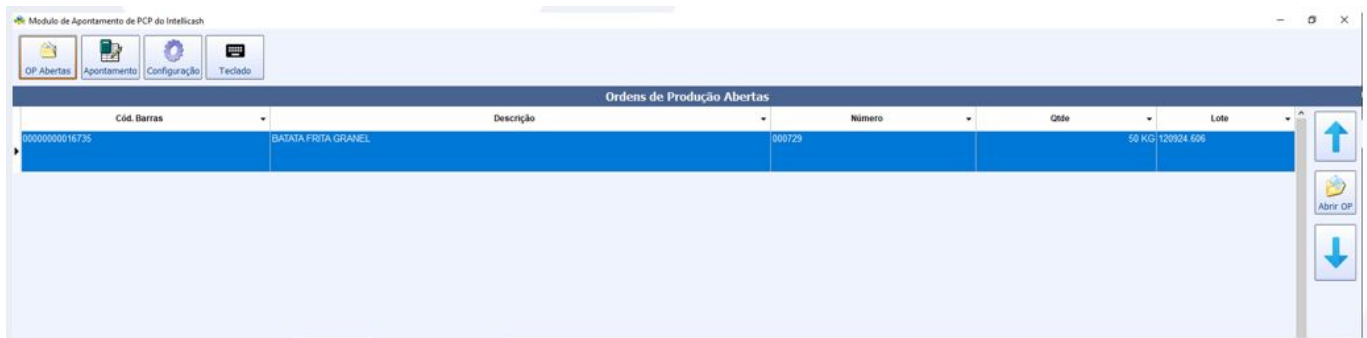 Modulo de Apontamento de PCP do Intellicash
OP Abertas Apontamento Configuração Teclado
Ordens de Produção Abertas
Cód. Barras Descrição Número Qtde Lote
00000000016735 BATATA FRITA GRANEL 000729 50 KG 120924.606
Abrir OP